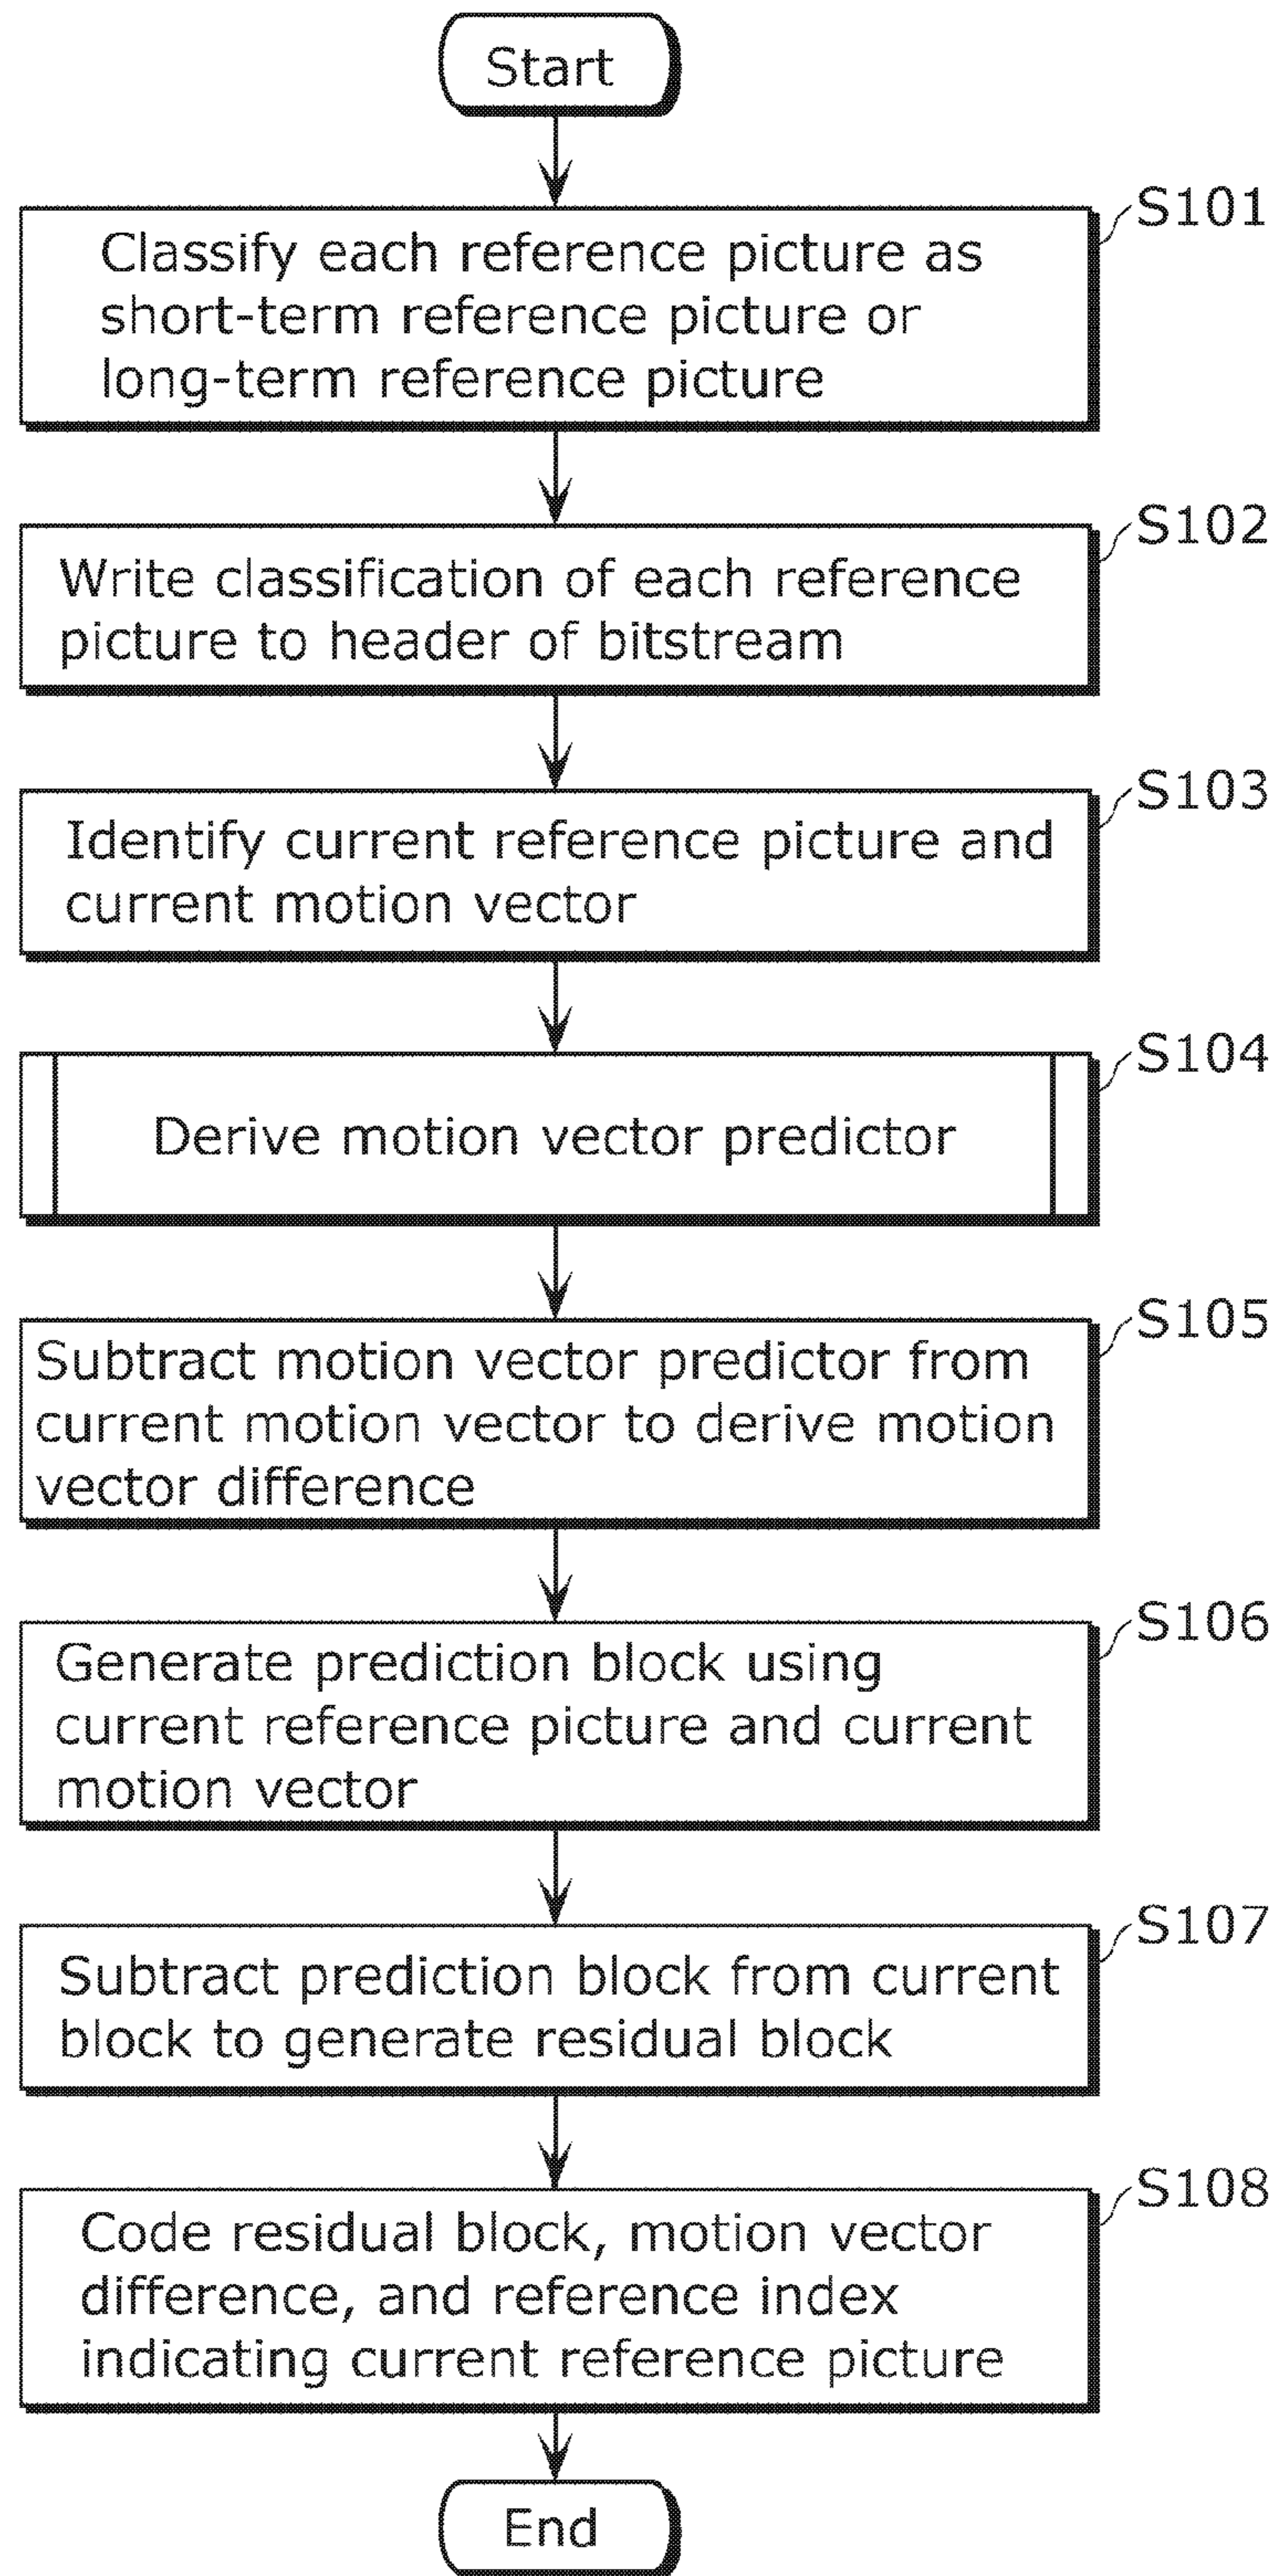 Start
S101
Classify each reference picture as
short-term reference picture or
long-term reference picture
S102
Write classification of each reference
picture to header of bitstream
S103
Identify current reference picture and
current motion vector
S104
Derive motion vector predictor
S105
Subtract motion vector predictor from
current motion vector to derive motion
vector difference
S106
Generate prediction block using
current reference picture and current
motion vector
S107
Subtract prediction block from current
block to generate residual block
S108
Code residual block, motion vector
difference, and reference index
indicating current reference picture
End